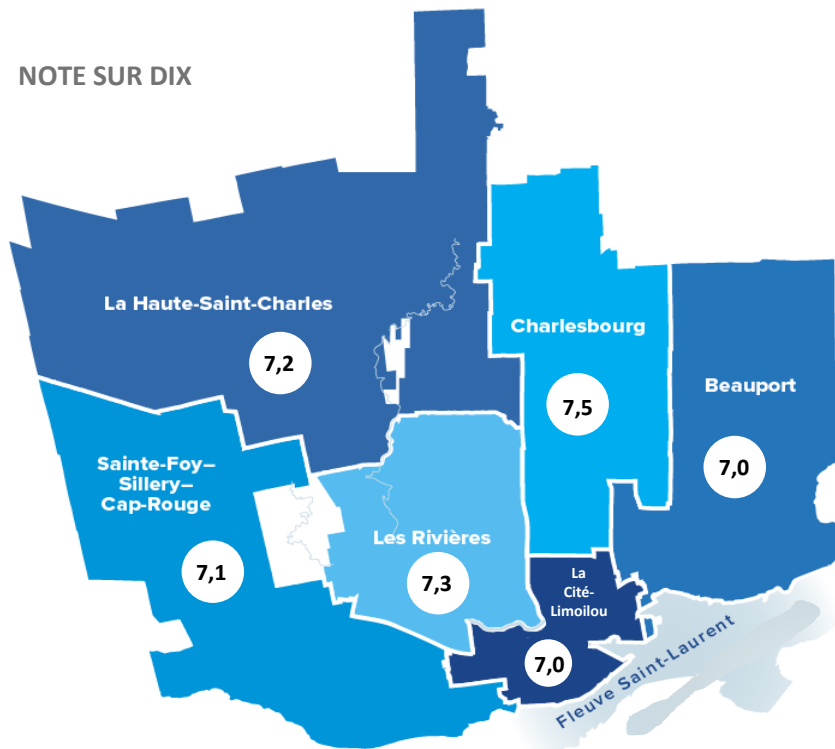 NOTE SUR DIX
La Haute-Saint-Charles
7,2
Charlesbourg
7,5
Beauport
7,0
Sainte-Foy–
Sillery–
Cap-Rouge
7,1
Les Rivières
7,3
La
Cité-
Limoilou
7,0
Fleuve Saint-Laurent